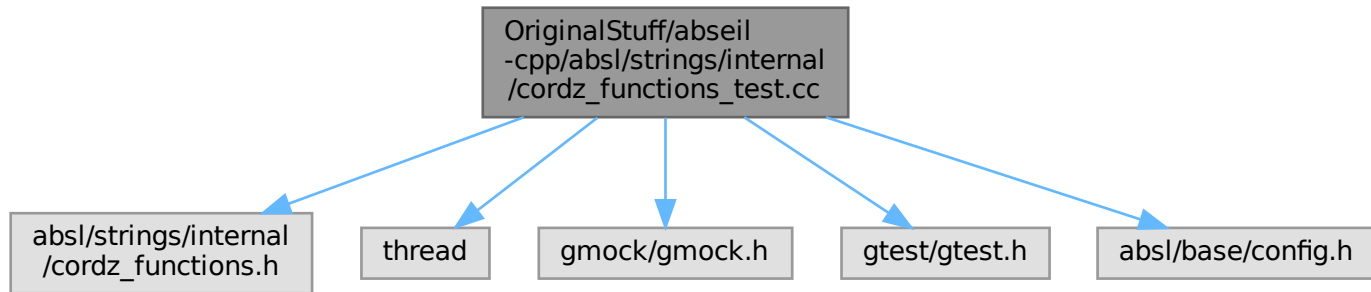 OriginalStuff/abseil
-cpp/absl/strings/internal
/cordz_functions_test.cc
absl/strings/internal
/cordz_functions.h
thread
gmock/gmock.h
gtest/gtest.h
absl/base/config.h